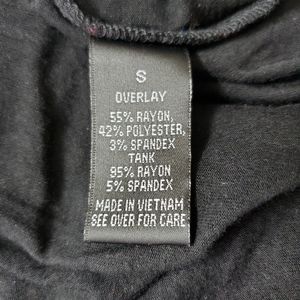 S
OVERLAY
55% RAYON,
42% POLYESTER,
3% SPANDEX
TANK
95% RAYON
5% SPANDEX
MADE IN VIETNAM
SEE OVER FOR CARE